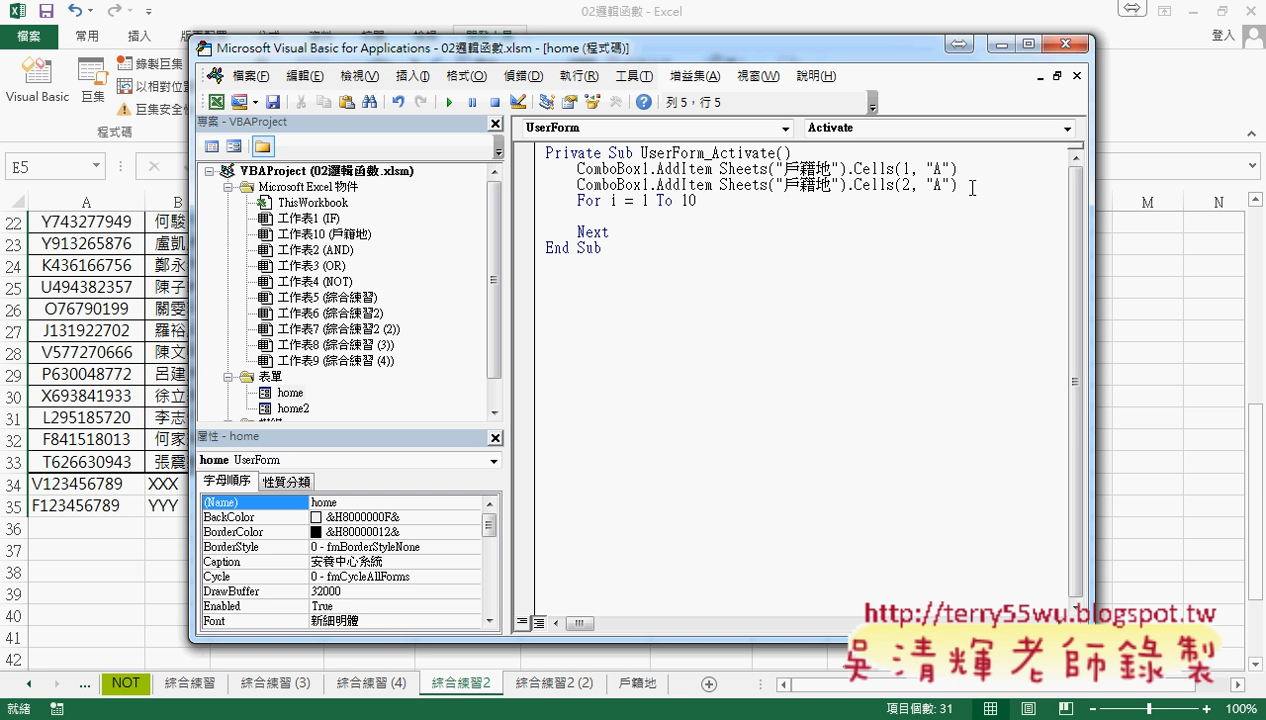 02邏輯函數 - Excel
檔案
常用
插入
登入
Visual Basic
巨集
錄製巨集
以相對位
巨集安全
程式碼
E5
Microsoft Visual Basic for Applications - 02邏輯函數.xlsm - [home (程式碼)]
檔案(F) 編輯(E) 檢視(V) 插入(I) 格式(O) 偵錯(D) 執行(R) 工具(T) 增益集(A) 視窗(W) 說明(H)
列 5，行 5
專案 - VBAProject
VBAProject (02邏輯函數.xlsm)
Microsoft Excel 物件
ThisWorkbook
工作表1 (IF)
工作表10 (戶籍地)
工作表2 (AND)
工作表3 (OR)
工作表4 (NOT)
工作表5 (綜合練習)
工作表6 (綜合練習2)
工作表7 (綜合練習2 (2))
工作表8 (綜合練習 (3))
工作表9 (綜合練習 (4))
表單
home
home2
屬性 - home
home UserForm
字母順序 性質分類
(Name) home
BackColor &H8000000F&
BorderColor &H80000012&
BorderStyle 0 - fmBorderStyleNone
Caption 安養中心系統
Cycle 0 - fmCycleAllForms
DrawBuffer 32000
Enabled True
Font 新細明體
UserForm Activate
Private Sub UserForm_Activate()
ComboBox1.AddItem Sheets("戶籍地").Cells(1, "A")
ComboBox1.AddItem Sheets("戶籍地").Cells(2, "A")
For i = 1 To 10
Next
End Sub
A B M N
22 Y743277949 何駿
23 Y913265876 盧凱
24 K436166756 鄭永
25 U494382357 陳子
26 O76790199 關雯
27 J131922702 羅裕
28 V577270666 陳文
29 P630048772 呂建
30 X693841933 徐立
31 L295185720 李志
32 F841518013 何家
33 T626630943 張震
34 V123456789 XXX
35 F123456789 YYY
36
37
38
39
40
41
42
http://terry55wu.blogspot.tw
吳清輝老師錄製
... NOT 綜合練習 綜合練習 (3) 綜合練習 (4) 綜合練習2 綜合練習2 (2) 戶籍地
就緒
項目個數: 31
100%